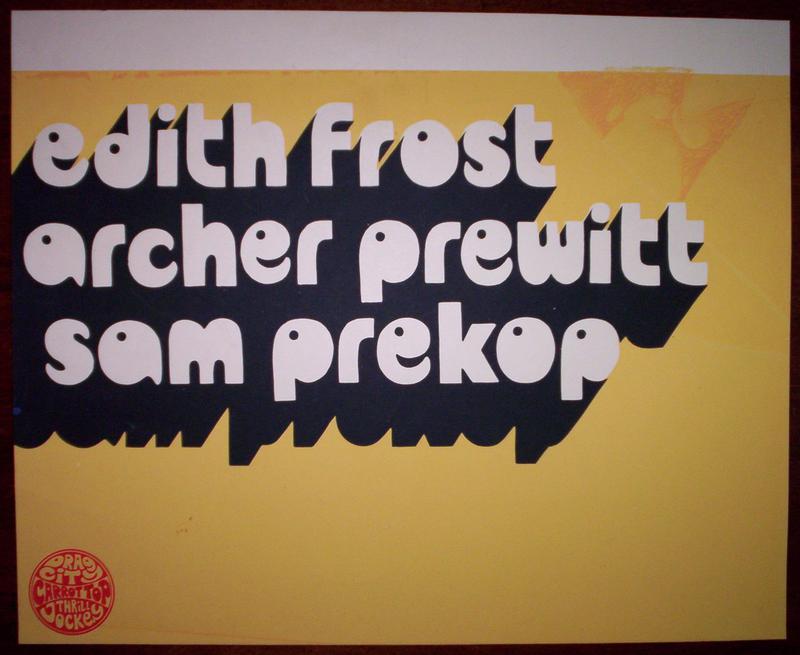 edith frost
archer prewitt
sam prekop
DRAG
CITY
CARROT TOP
THRILL
JOCKEY